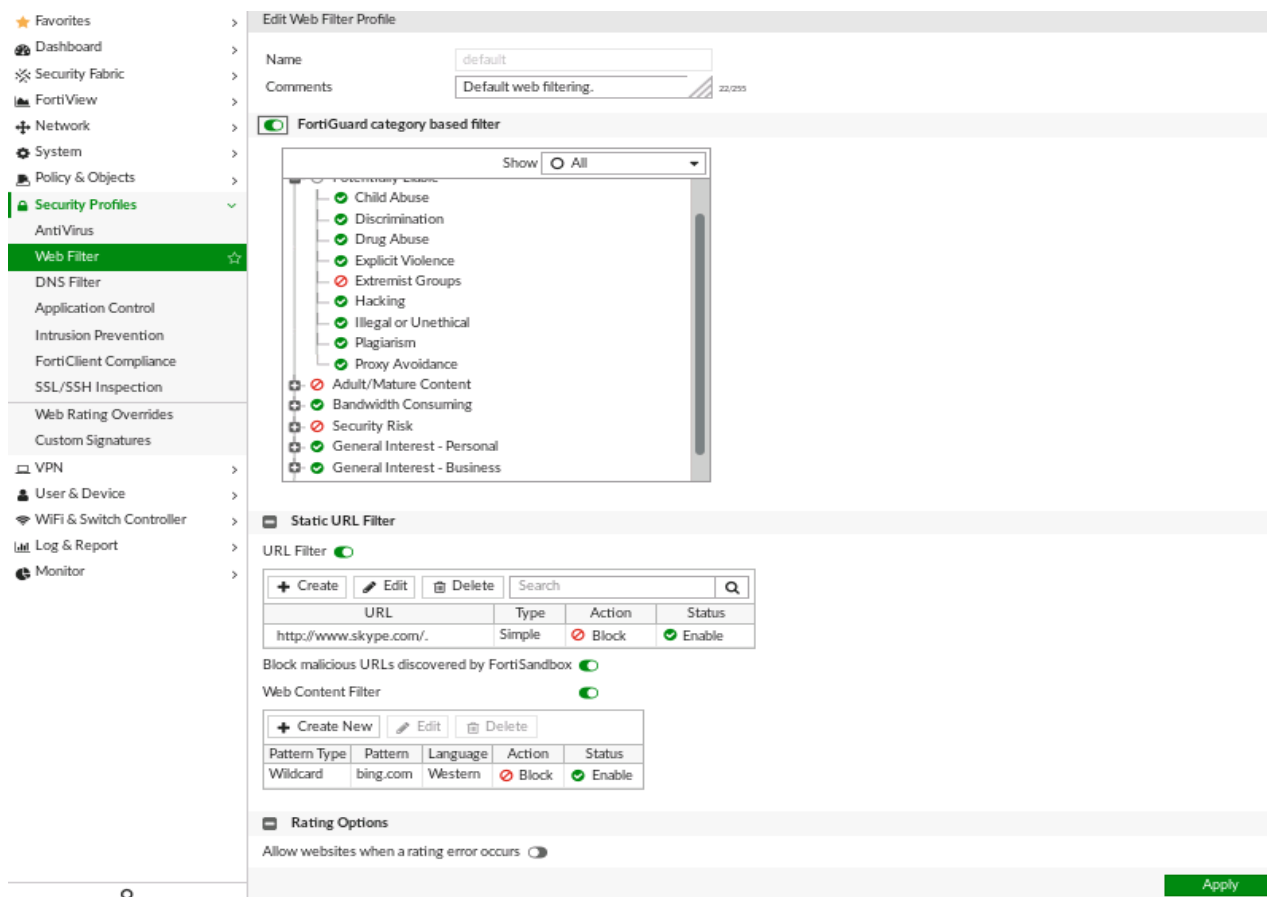 Favorites
Dashboard
Security Fabric
FortiView
Network
System
Policy & Objects
Security Profiles
AntiVirus
Web Filter
DNS Filter
Application Control
Intrusion Prevention
FortiClient Compliance
SSL/SSH Inspection
Web Rating Overrides
Custom Signatures
VPN
User & Device
WiFi & Switch Controller
Log & Report
Monitor
Edit Web Filter Profile
Name default
Comments Default web filtering. 22/255
FortiGuard category based filter
Show All
Potentially Liable
Child Abuse
Discrimination
Drug Abuse
Explicit Violence
Extremist Groups
Hacking
Illegal or Unethical
Plagiarism
Proxy Avoidance
Adult/Mature Content
Bandwidth Consuming
Security Risk
General Interest - Personal
General Interest - Business
Static URL Filter
URL Filter
Create Edit Delete Search
URL Type Action Status
http://www.skype.com/. Simple Block Enable
Block malicious URLs discovered by FortiSandbox
Web Content Filter
Create New Edit Delete
Pattern Type Pattern Language Action Status
Wildcard bing.com Western Block Enable
Rating Options
Allow websites when a rating error occurs
Apply